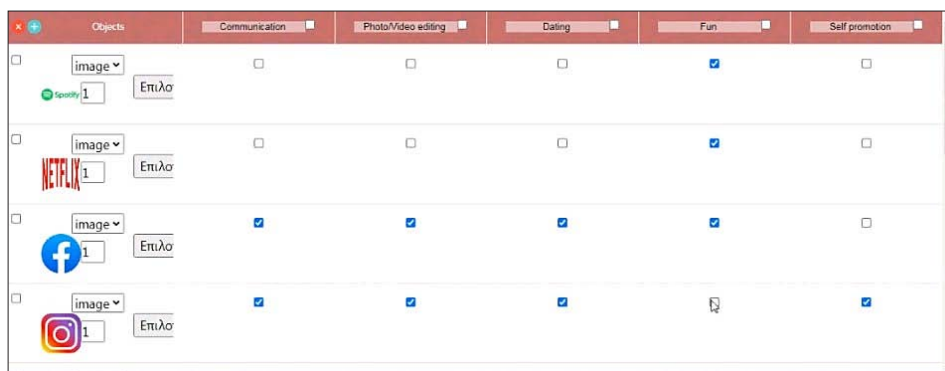 Objects Communication Photo/Video editing Dating Fun Self promotion
image
Spotify 1 Επιλο
image
NETFLIX 1 Επιλο
image
1 Επιλο
image
1 Επιλο